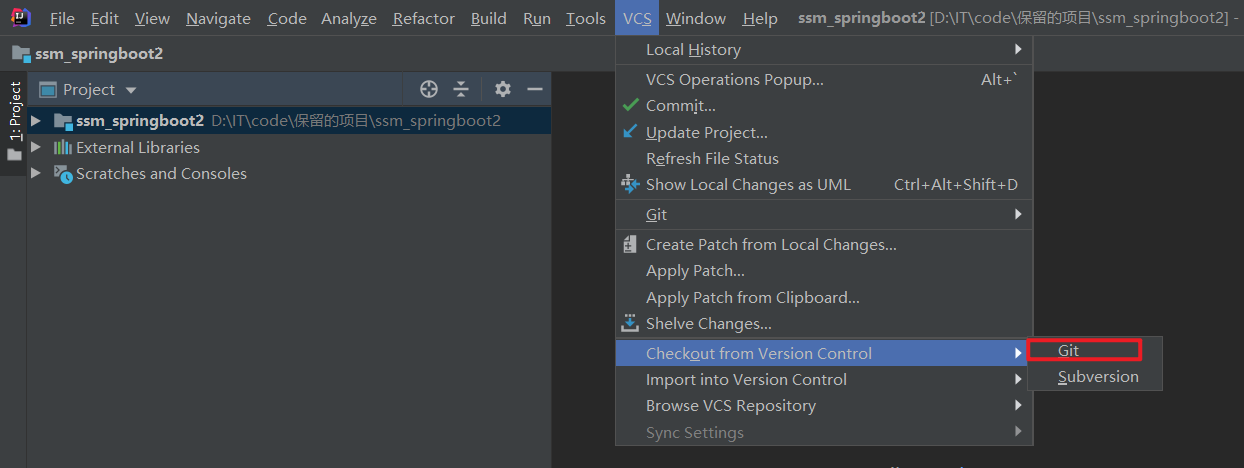 File Edit View Navigate Code Analyze Refactor Build Run Tools VCS Window Help ssm_springboot2 [D:\IT\code\保留的项目\ssm_springboot2] -
ssm_springboot2
1: Project
Project
ssm_springboot2 D:\IT\code\保留的项目\ssm_springboot2
External Libraries
Scratches and Consoles
Local History
VCS Operations Popup... Alt+`
Commit...
Update Project...
Refresh File Status
Show Local Changes as UML Ctrl+Alt+Shift+D
Git
Create Patch from Local Changes...
Apply Patch...
Apply Patch from Clipboard...
Shelve Changes...
Checkout from Version Control
Import into Version Control
Browse VCS Repository
Sync Settings
Git
Subversion